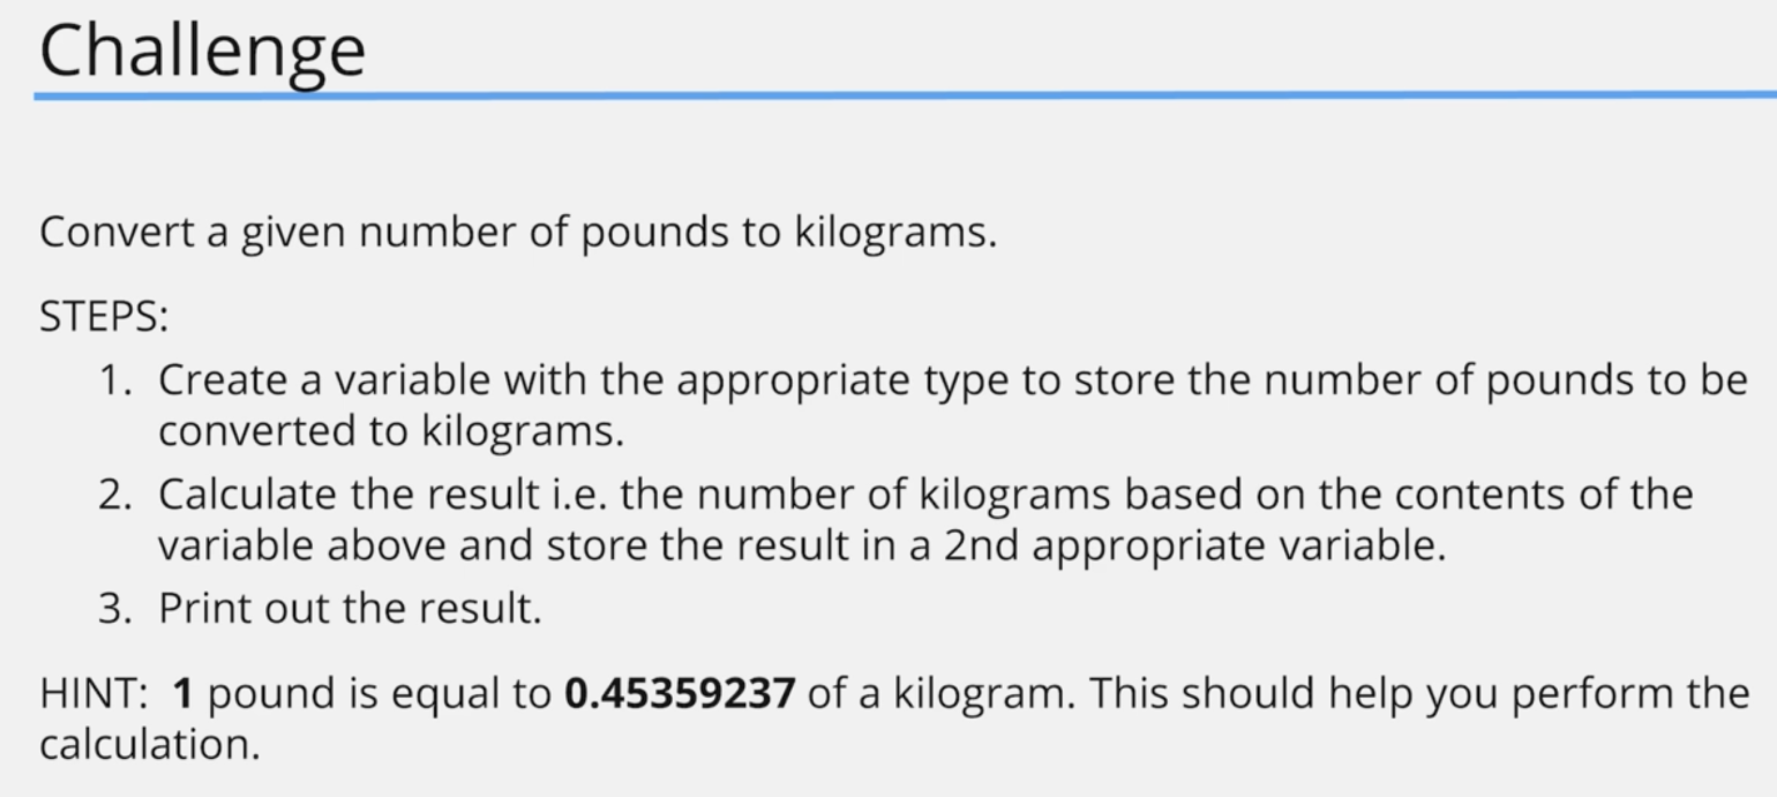 Challenge
Convert a given number of pounds to kilograms.
STEPS:
1. Create a variable with the appropriate type to store the number of pounds to be
converted to kilograms.
2. Calculate the result i.e. the number of kilograms based on the contents of the
variable above and store the result in a 2nd appropriate variable.
3. Print out the result.
HINT: 1 pound is equal to 0.45359237 of a kilogram. This should help you perform the
calculation.